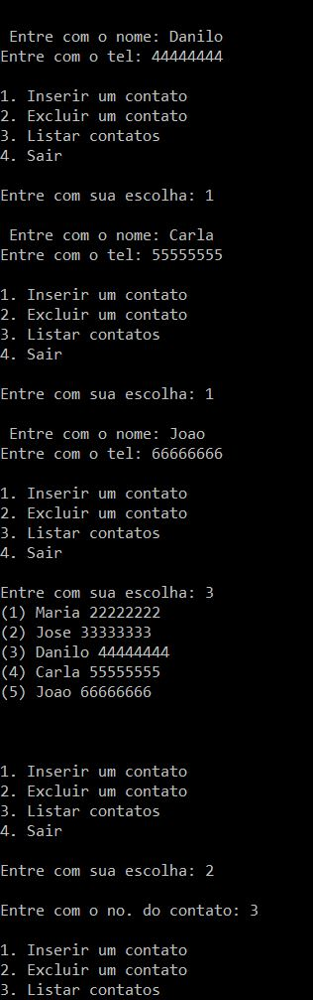 Entre com o nome: Danilo
Entre com o tel: 44444444
1. Inserir um contato
2. Excluir um contato
3. Listar contatos
4. Sair
Entre com sua escolha: 1
Entre com o nome: Carla
Entre com o tel: 55555555
1. Inserir um contato
2. Excluir um contato
3. Listar contatos
4. Sair
Entre com sua escolha: 1
Entre com o nome: Joao
Entre com o tel: 66666666
1. Inserir um contato
2. Excluir um contato
3. Listar contatos
4. Sair
Entre com sua escolha: 3
(1) Maria 22222222
(2) Jose 33333333
(3) Danilo 44444444
(4) Carla 55555555
(5) Joao 66666666
1. Inserir um contato
2. Excluir um contato
3. Listar contatos
4. Sair
Entre com sua escolha: 2
Entre com o no. do contato: 3
1. Inserir um contato
2. Excluir um contato
3. Listar contatos